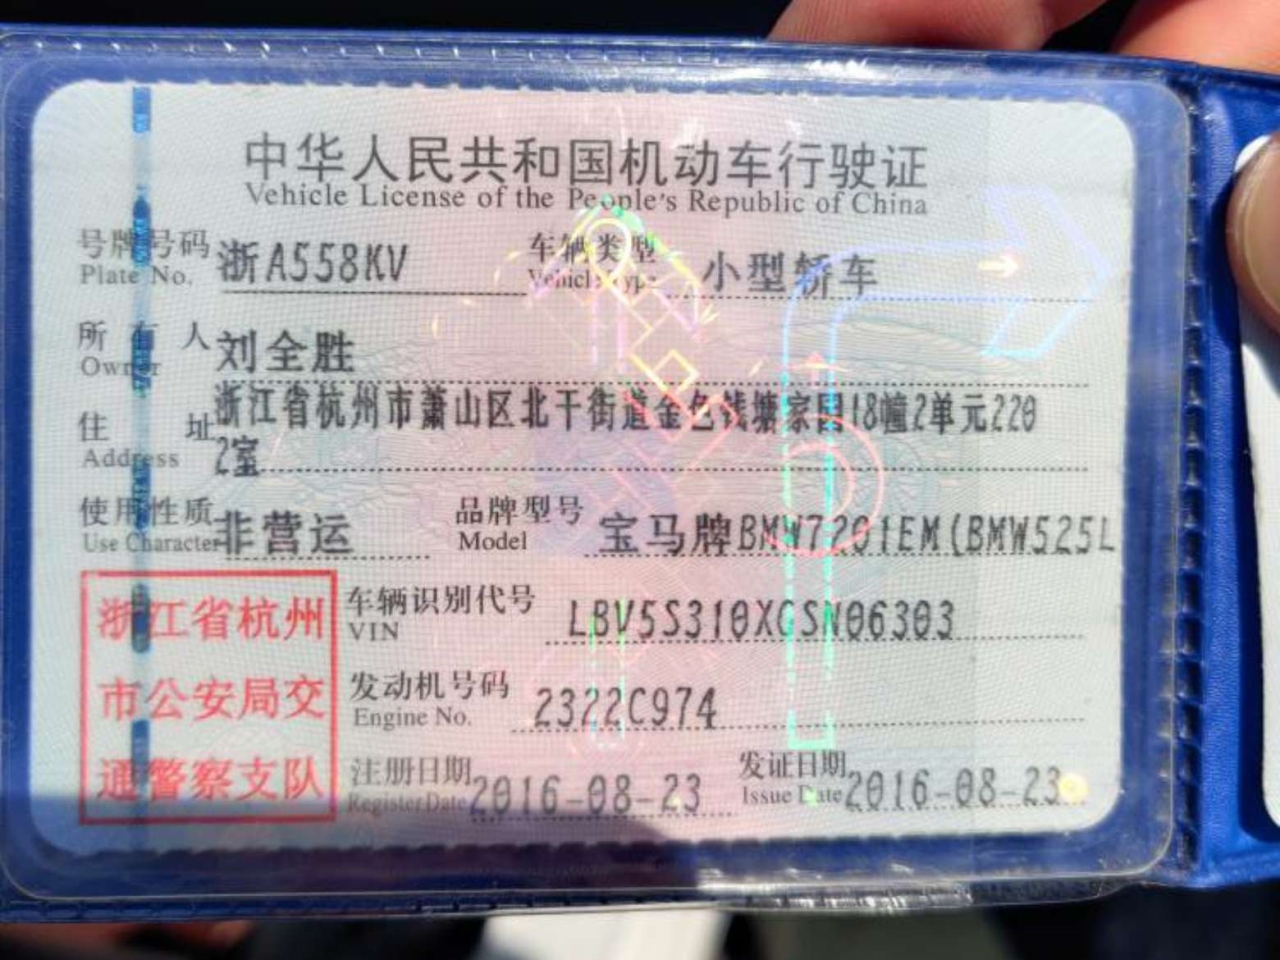 中华人民共和国机动车行驶证
Vehicle License of the People's Republic of China
号牌号码 浙A558KV 车辆类型 小型轿车
Plate No. Vehicle Type
所有人 刘全胜
Owner
浙江省杭州市萧山区北干街道金色钱塘家园18幢2单元220
住址
Address 2室
使用性质 非营运 品牌型号 宝马牌BMW7201EM(BMW525L
Use Character Model
浙江省杭州
市公安局交
通警察支队
车辆识别代号 LBV5S310XGSN06303
VIN
发动机号码 2322C974
Engine No.
注册日期 2016-08-23 发证日期 2016-08-23
Register Date Issue Date